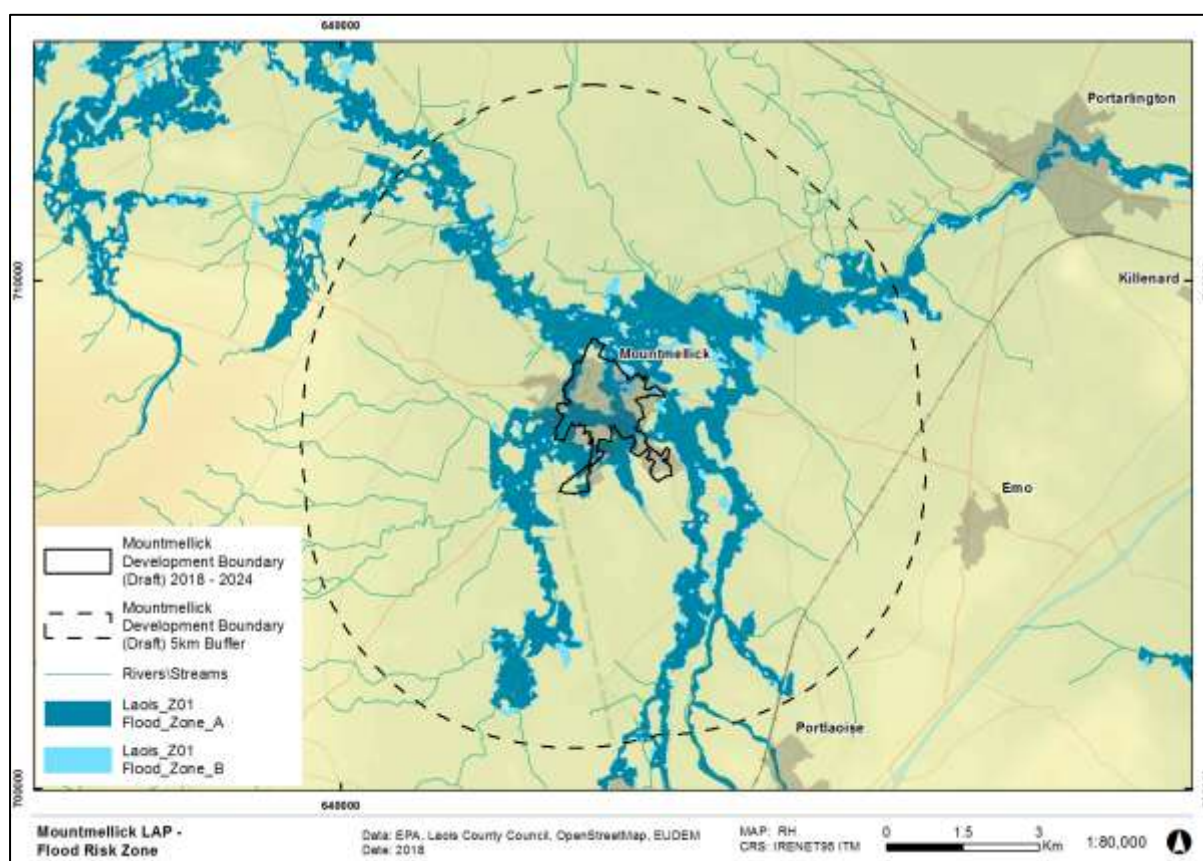 640000
Portarlington
710000
Killenard
Mountmellick
Emo
Mountmellick
Development Boundary
(Draft) 2018 - 2024
Mountmellick
Development Boundary
(Draft) 5km Buffer
Rivers\Streams
Laois_Z01
Flood_Zone_A
Laois_Z01
Flood_Zone_B
Portlaoise
700000
640000
Mountmellick LAP -
Flood Risk Zone
Data: EPA, Laois County Council, OpenStreetMap, EUDEM
Date: 2018
MAP: RH
CRS: IRENET95 ITM
0 1.5 3
Km
1:80,000